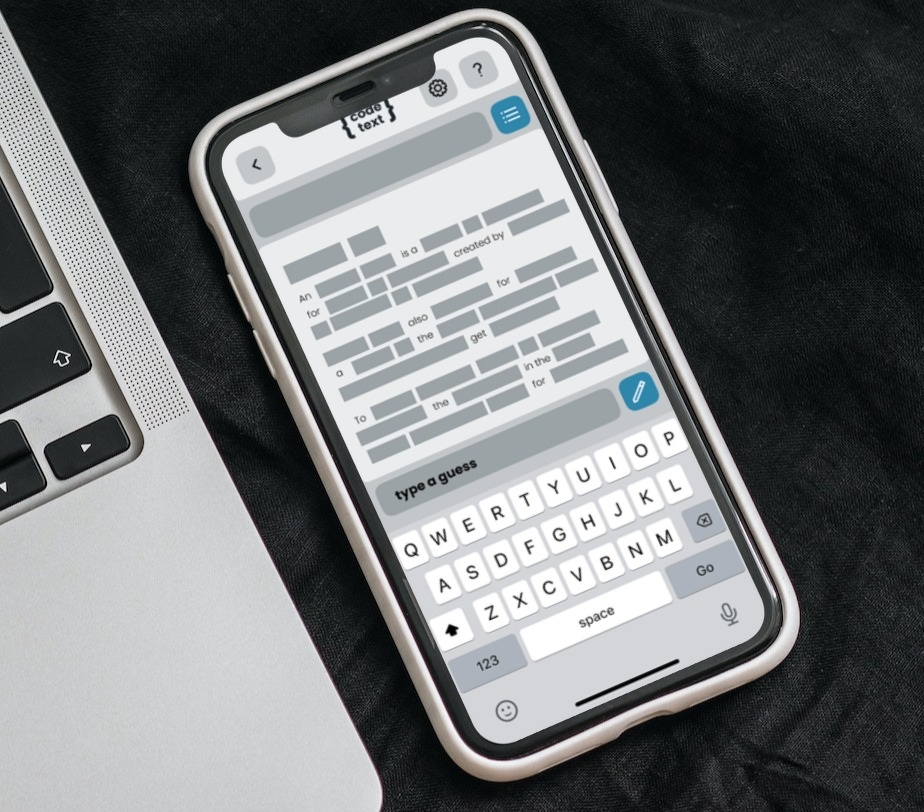 { code }
text
?
An is a
for created by
also for
a the
get
To
the in the
for
type a guess
Q W E R T Y U I O P
A S D F G H J K L
Z X C V B N M
123 space Go